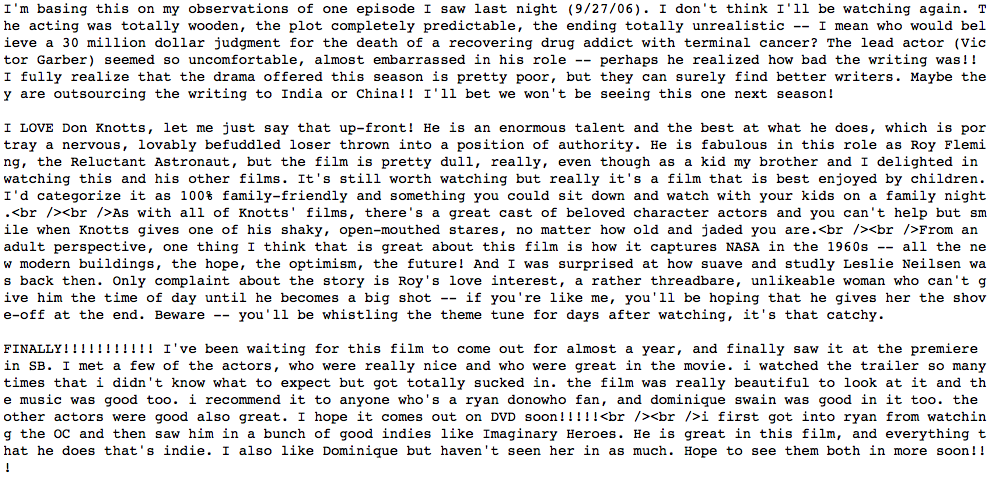 I'm basing this on my observations of one episode I saw last night (9/27/06). I don't think I'll be watching again. T
he acting was totally wooden, the plot completely predictable, the ending totally unrealistic -- I mean who would bel
ieve a 30 million dollar judgment for the death of a recovering drug addict with terminal cancer? The lead actor (Vic
tor Garber) seemed so uncomfortable, almost embarrassed in his role -- perhaps he realized how bad the writing was!!
I fully realize that the drama offered this season is pretty poor, but they can surely find better writers. Maybe the
y are outsourcing the writing to India or China!! I'll bet we won't be seeing this one next season!

I LOVE Don Knotts, let me just say that up-front! He is an enormous talent and the best at what he does, which is por
tray a nervous, lovably befuddled loser thrown into a position of authority. He is fabulous in this role as Roy Flemi
ng, the Reluctant Astronaut, but the film is pretty dull, really, even though as a kid my brother and I delighted in
watching this and his other films. It's still worth watching but really it's a film that is best enjoyed by children.
I'd categorize it as 100% family-friendly and something you could sit down and watch with your kids on a family night
.<br /><br />As with all of Knotts' films, there's a great cast of beloved character actors and you can't help but sm
ile when Knotts gives one of his shaky, open-mouthed stares, no matter how old and jaded you are.<br /><br />From an
adult perspective, one thing I think that is great about this film is how it captures NASA in the 1960s -- all the ne
w modern buildings, the hope, the optimism, the future! And I was surprised at how suave and studly Leslie Neilsen wa
s back then. Only complaint about the story is Roy's love interest, a rather threadbare, unlikeable woman who can't g
ive him the time of day until he becomes a big shot -- if you're like me, you'll be hoping that he gives her the shov
e-off at the end. Beware -- you'll be whistling the theme tune for days after watching, it's that catchy.

FINALLY!!!!!!!!!!! I've been waiting for this film to come out for almost a year, and finally saw it at the premiere
in SB. I met a few of the actors, who were really nice and who were great in the movie. i watched the trailer so many
times that i didn't know what to expect but got totally sucked in. the film was really beautiful to look at it and th
e music was good too. i recommend it to anyone who's a ryan donowho fan, and dominique swain was good in it too. the
other actors were good also great. I hope it comes out on DVD soon!!!!!<br /><br />i first got into ryan from watchin
g the OC and then saw him in a bunch of good indies like Imaginary Heroes. He is great in this film, and everything t
hat he does that's indie. I also like Dominique but haven't seen her in as much. Hope to see them both in more soon!!
!